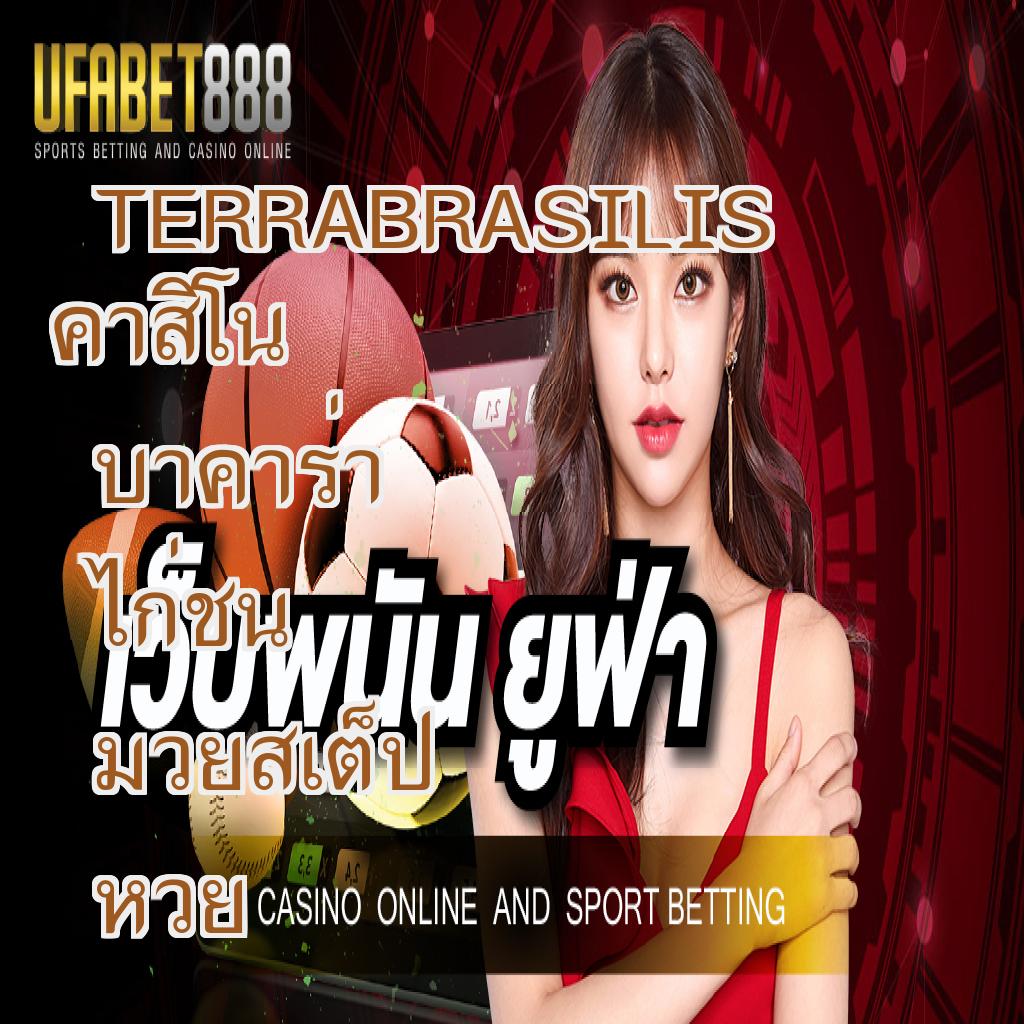 UFABET888
SPORTS BETTING AND CASINO ONLINE
TERRABRASILIS
คาสิโน
บาคาร่า
ไก่ชน
เว็บพนัน ยูฟ่า
มวยสเต็ป
หวย
CASINO ONLINE AND SPORT BETTING